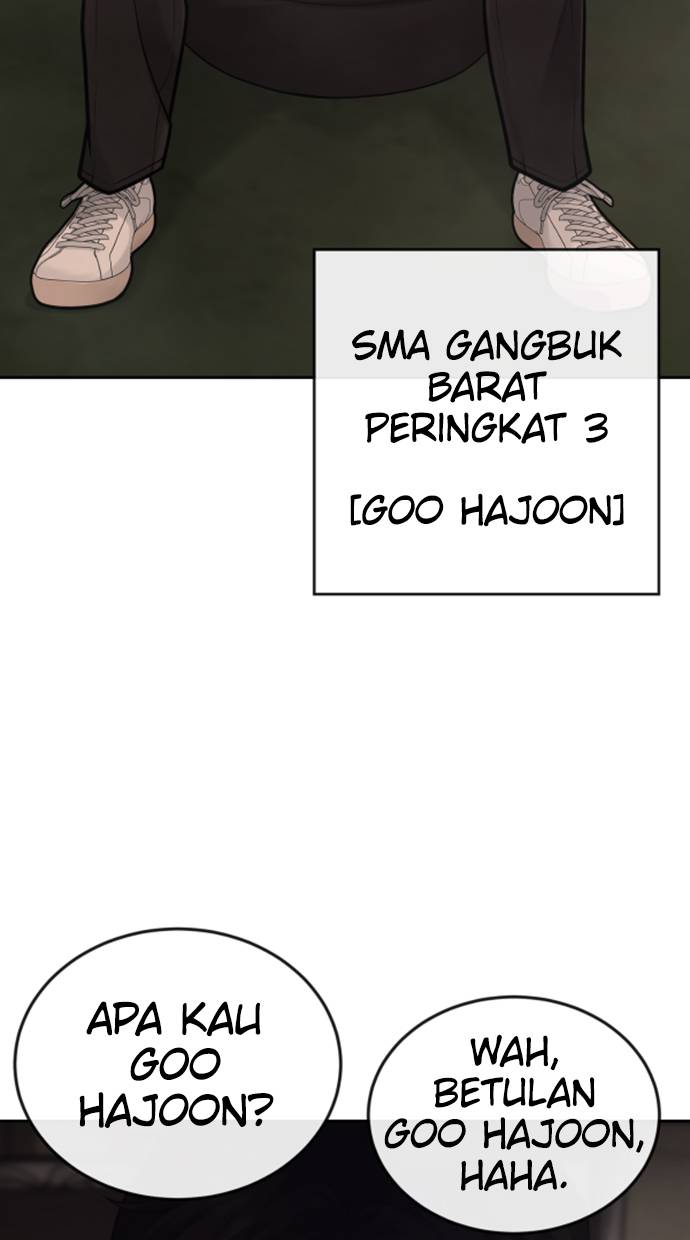 SMA GANGBUK
BARAT
PERINGKAT 3
[GOO HAJOON]
APA KAU
GOO
HAJOON?
WAH,
BETULAN
GOO HAJOON,
HAHA.